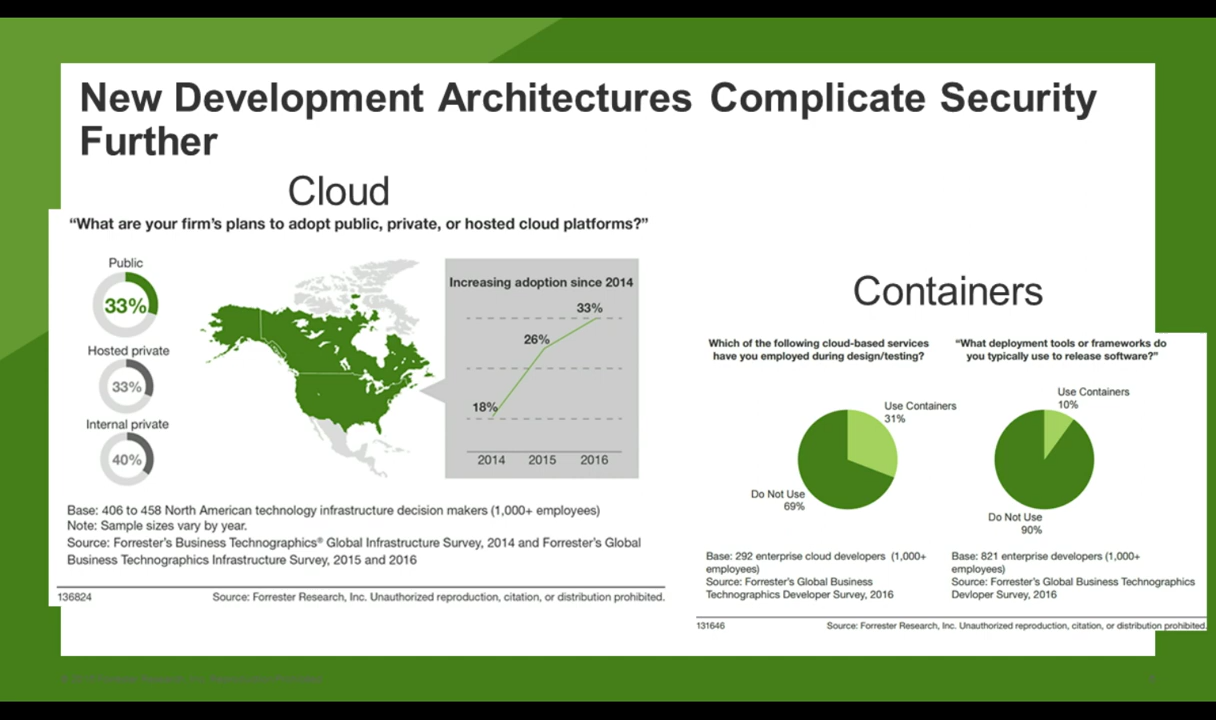 New Development Architectures Complicate Security
Further
Cloud
“What are your firm’s plans to adopt public, private, or hosted cloud platforms?”
Public
33%
Hosted private
33%
Internal private
40%
Increasing adoption since 2014
33%
26%
18%
2014 2015 2016
Base: 406 to 458 North American technology infrastructure decision makers (1,000+ employees)
Note: Sample sizes vary by year.
Source: Forrester’s Business Technographics® Global Infrastructure Survey, 2014 and Forrester’s Global
Business Technographics Infrastructure Survey, 2015 and 2016
136824 Source: Forrester Research, Inc. Unauthorized reproduction, citation, or distribution prohibited.
Containers
Which of the following cloud-based services
have you employed during design/testing?
Use Containers
31%
Do Not Use
69%
Base: 292 enterprise cloud developers (1,000+
employees)
Source: Forrester’s Global Business
Technographics Developer Survey, 2016
“What deployment tools or frameworks do
you typically use to release software?”
Use Containers
10%
Do Not Use
90%
Base: 821 enterprise developers (1,000+
employees)
Source: Forrester’s Global Business Technographics
Devloper Survey, 2016
131646 Source: Forrester Research, Inc. Unauthorized reproduction, citation, or distribution prohibited.